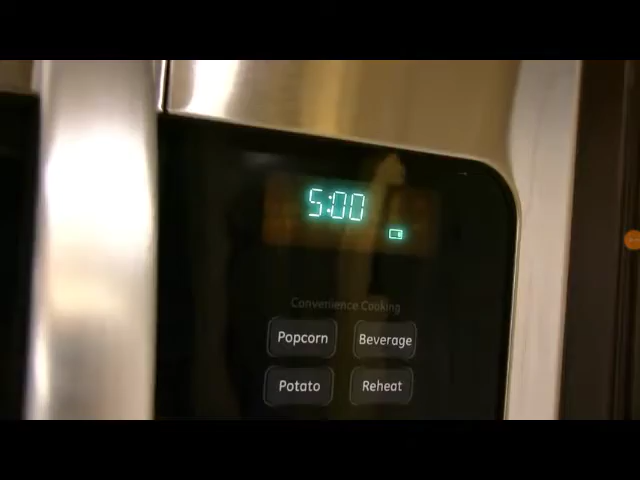 5:00
Convenience Cooking
Popcorn Beverage
Potato Reheat